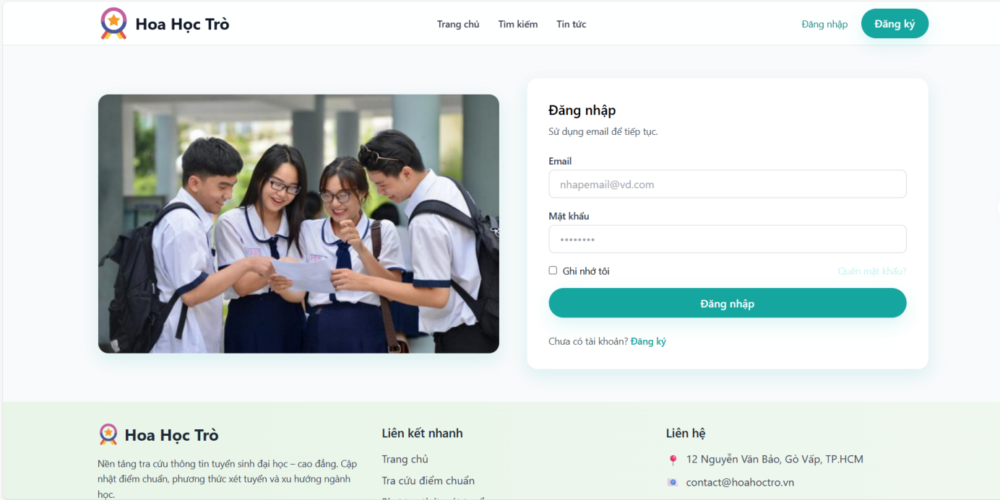 Hoa Học Trò
Trang chủ
Tìm kiếm
Tin tức
Đăng nhập
Đăng ký
Đăng nhập
Sử dụng email để tiếp tục.
Email
nhapemail@vd.com
Mật khẩu
••••••••
Ghi nhớ tôi
Quên mật khẩu?
Đăng nhập
Chưa có tài khoản? Đăng ký
Hoa Học Trò
Nền tảng tra cứu thông tin tuyển sinh đại học – cao đẳng. Cập
nhật điểm chuẩn, phương thức xét tuyển và xu hướng ngành
học.
Liên kết nhanh
Trang chủ
Tra cứu điểm chuẩn
Liên hệ
12 Nguyễn Văn Bảo, Gò Vấp, TP.HCM
contact@hoahoctro.vn